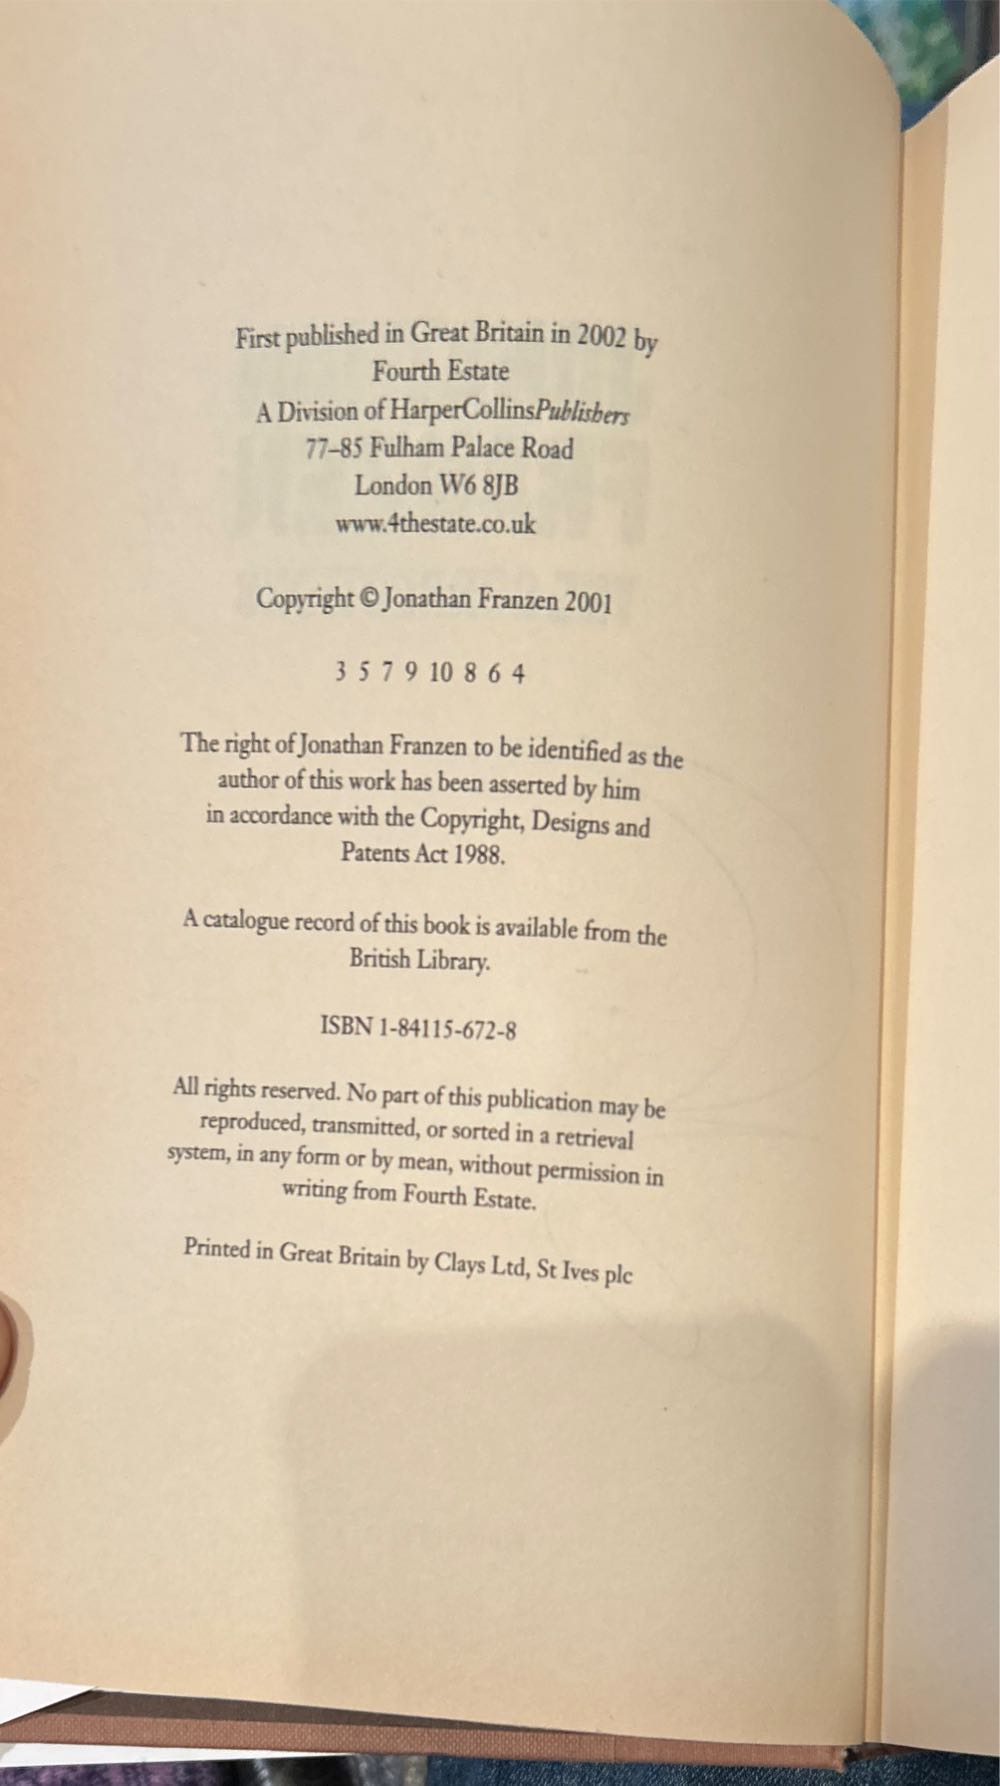 First published in Great Britain in 2002 by
Fourth Estate
A Division of HarperCollinsPublishers
77–85 Fulham Palace Road
London W6 8JB
www.4thestate.co.uk
Copyright © Jonathan Franzen 2001
3 5 7 9 10 8 6 4
The right of Jonathan Franzen to be identified as the
author of this work has been asserted by him
in accordance with the Copyright, Designs and
Patents Act 1988.
A catalogue record of this book is available from the
British Library.
ISBN 1-84115-672-8
All rights reserved. No part of this publication may be
reproduced, transmitted, or sorted in a retrieval
system, in any form or by mean, without permission in
writing from Fourth Estate.
Printed in Great Britain by Clays Ltd, St Ives plc